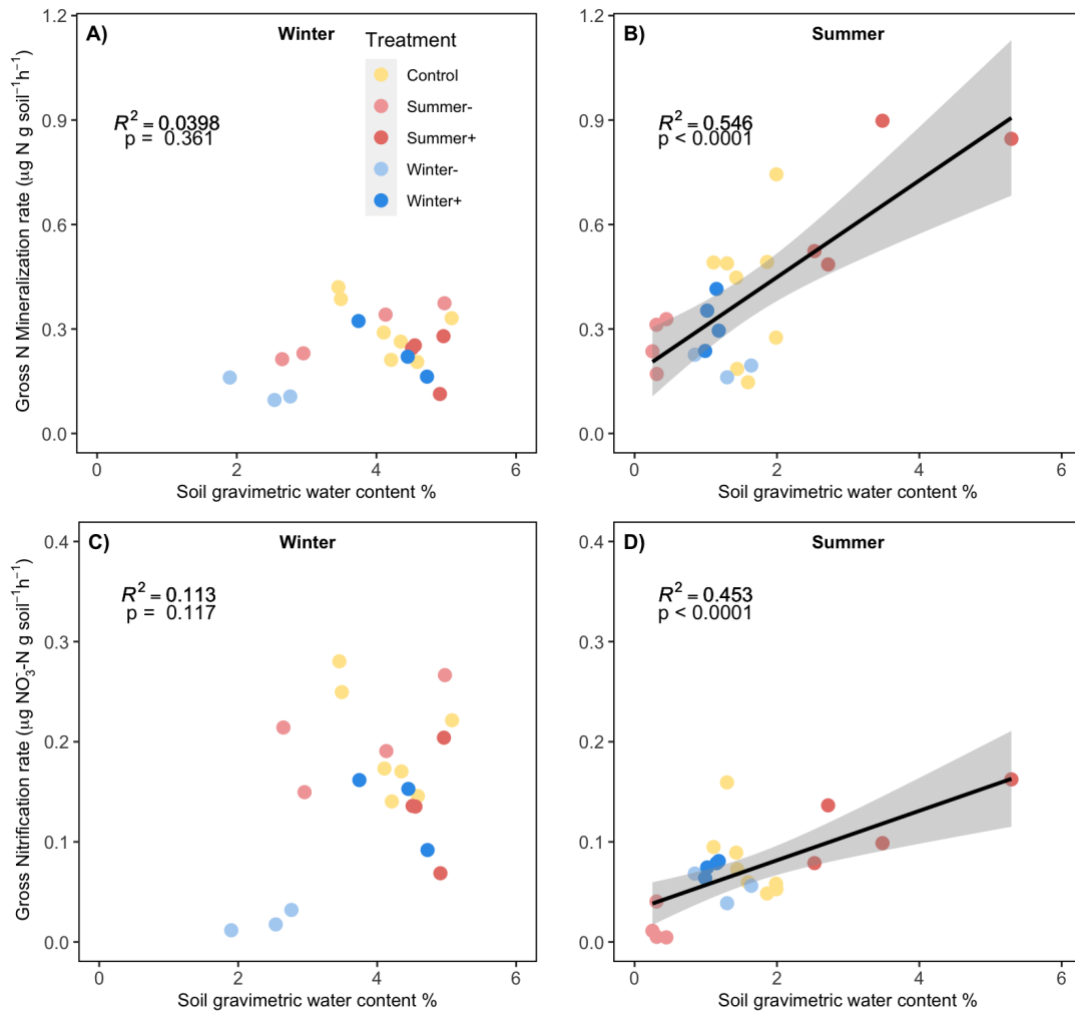 A) Winter
Treatment
Control
Summer-
Summer+
Winter-
Winter+
R² = 0.0398
p = 0.361
1.2
0.9
0.6
0.3
0.0
Gross N Mineralization rate (μg N g soil⁻¹h⁻¹)
0 2 4 6
Soil gravimetric water content %
B) Summer
R² = 0.546
p < 0.0001
1.2
0.9
0.6
0.3
0.0
0 2 4 6
Soil gravimetric water content %
C) Winter
R² = 0.113
p = 0.117
0.4
0.3
0.2
0.1
0.0
Gross Nitrification rate (μg NO₃⁻-N g soil⁻¹h⁻¹)
0 2 4 6
Soil gravimetric water content %
D) Summer
R² = 0.453
p < 0.0001
0.4
0.3
0.2
0.1
0.0
0 2 4 6
Soil gravimetric water content %